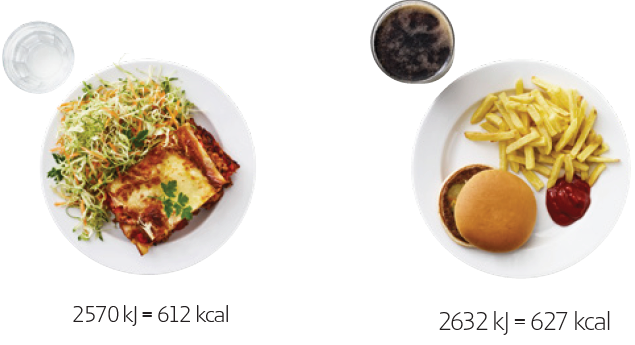 2570 kJ = 612 kcal
2632 kJ = 627 kcal